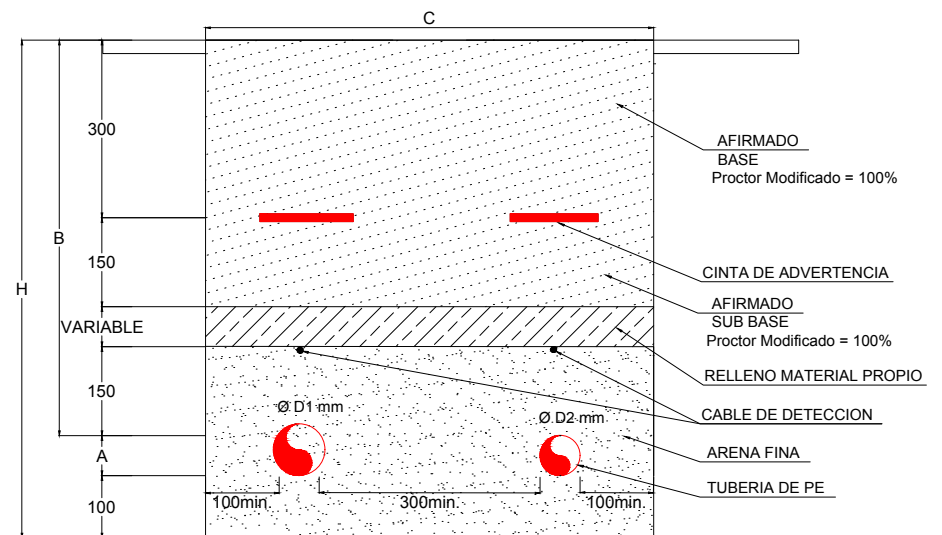 C
300
AFIRMADO
BASE
Proctor Modificado = 100%
B
H
150
CINTA DE ADVERTENCIA
AFIRMADO
SUB BASE
Proctor Modificado = 100%
VARIABLE
RELLENO MATERIAL PROPIO
150
CABLE DE DETECCION
Ø D1 mm
Ø D2 mm
ARENA FINA
A
TUBERIA DE PE
100
100min.
300min.
100min.